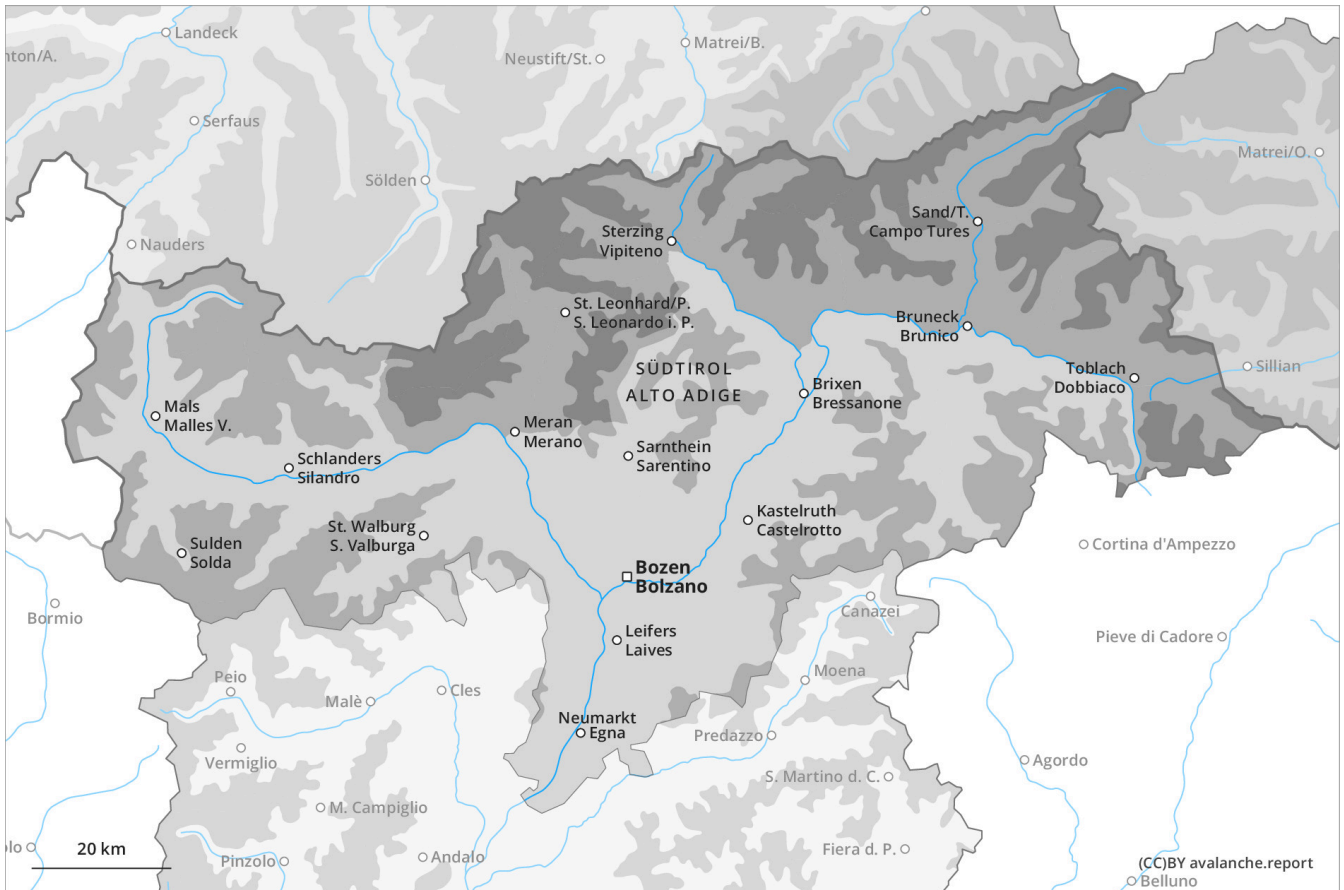 Landeck
nton/A.
Matrei/B.
Neustift/St.
Serfaus
Matrei/O.
Sölden
Sand/T.
Campo Tures
Sterzing
Vipiteno
Nauders
St. Leonhard/P.
S. Leonardo i. P.
Bruneck
Brunico
SÜDTIROL
ALTO ADIGE
Toblach
Dobbiaco
Sillian
Brixen
Bressanone
Mals
Malles V.
Meran
Merano
Schlanders
Silandro
Sarnthein
Sarentino
St. Walburg
S. Valburga
Kastelruth
Castelrotto
Sulden
Solda
Cortina d'Ampezzo
Bozen
Bolzano
Bormio
Canazei
Leifers
Laives
Pieve di Cadore
Peio
Malè
Cles
Moena
Neumarkt
Egna
Predazzo
Vermiglio
Agordo
S. Martino d. C.
M. Campiglio
lo
20 km
Pinzolo
Andalo
Fiera d. P.
(CC)BY avalanche.report
Belluno